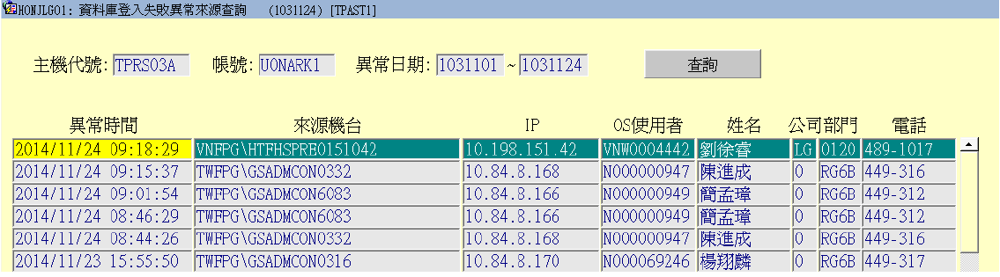 HONJLG01: 資料庫登入失敗異常來源查詢 (1031124) [TPAST1]
主機代號: TPRS03A 帳號: U0NARK1 異常日期: 1031101 ~ 1031124 查詢
異常時間 來源機台 IP OS使用者 姓名 公司 部門 電話
2014/11/24 09:18:29 VNFPG\HTFHSPRE0151042 10.198.151.42 VNW0004442 劉徐睿 LG 0120 489-1017
2014/11/24 09:15:37 TWFPG\GSADMCON0332 10.84.8.168 N000000947 陳進成 0 RG6B 449-316
2014/11/24 09:01:54 TWFPG\GSADMCON6083 10.84.8.166 N000000949 簡孟璋 0 RG6B 449-312
2014/11/24 08:46:29 TWFPG\GSADMCON6083 10.84.8.166 N000000949 簡孟璋 0 RG6B 449-312
2014/11/24 08:44:26 TWFPG\GSADMCON0332 10.84.8.168 N000000947 陳進成 0 RG6B 449-316
2014/11/23 15:55:50 TWFPG\GSADMCON0316 10.84.8.170 N000069246 楊翔麟 0 RG6B 449-317